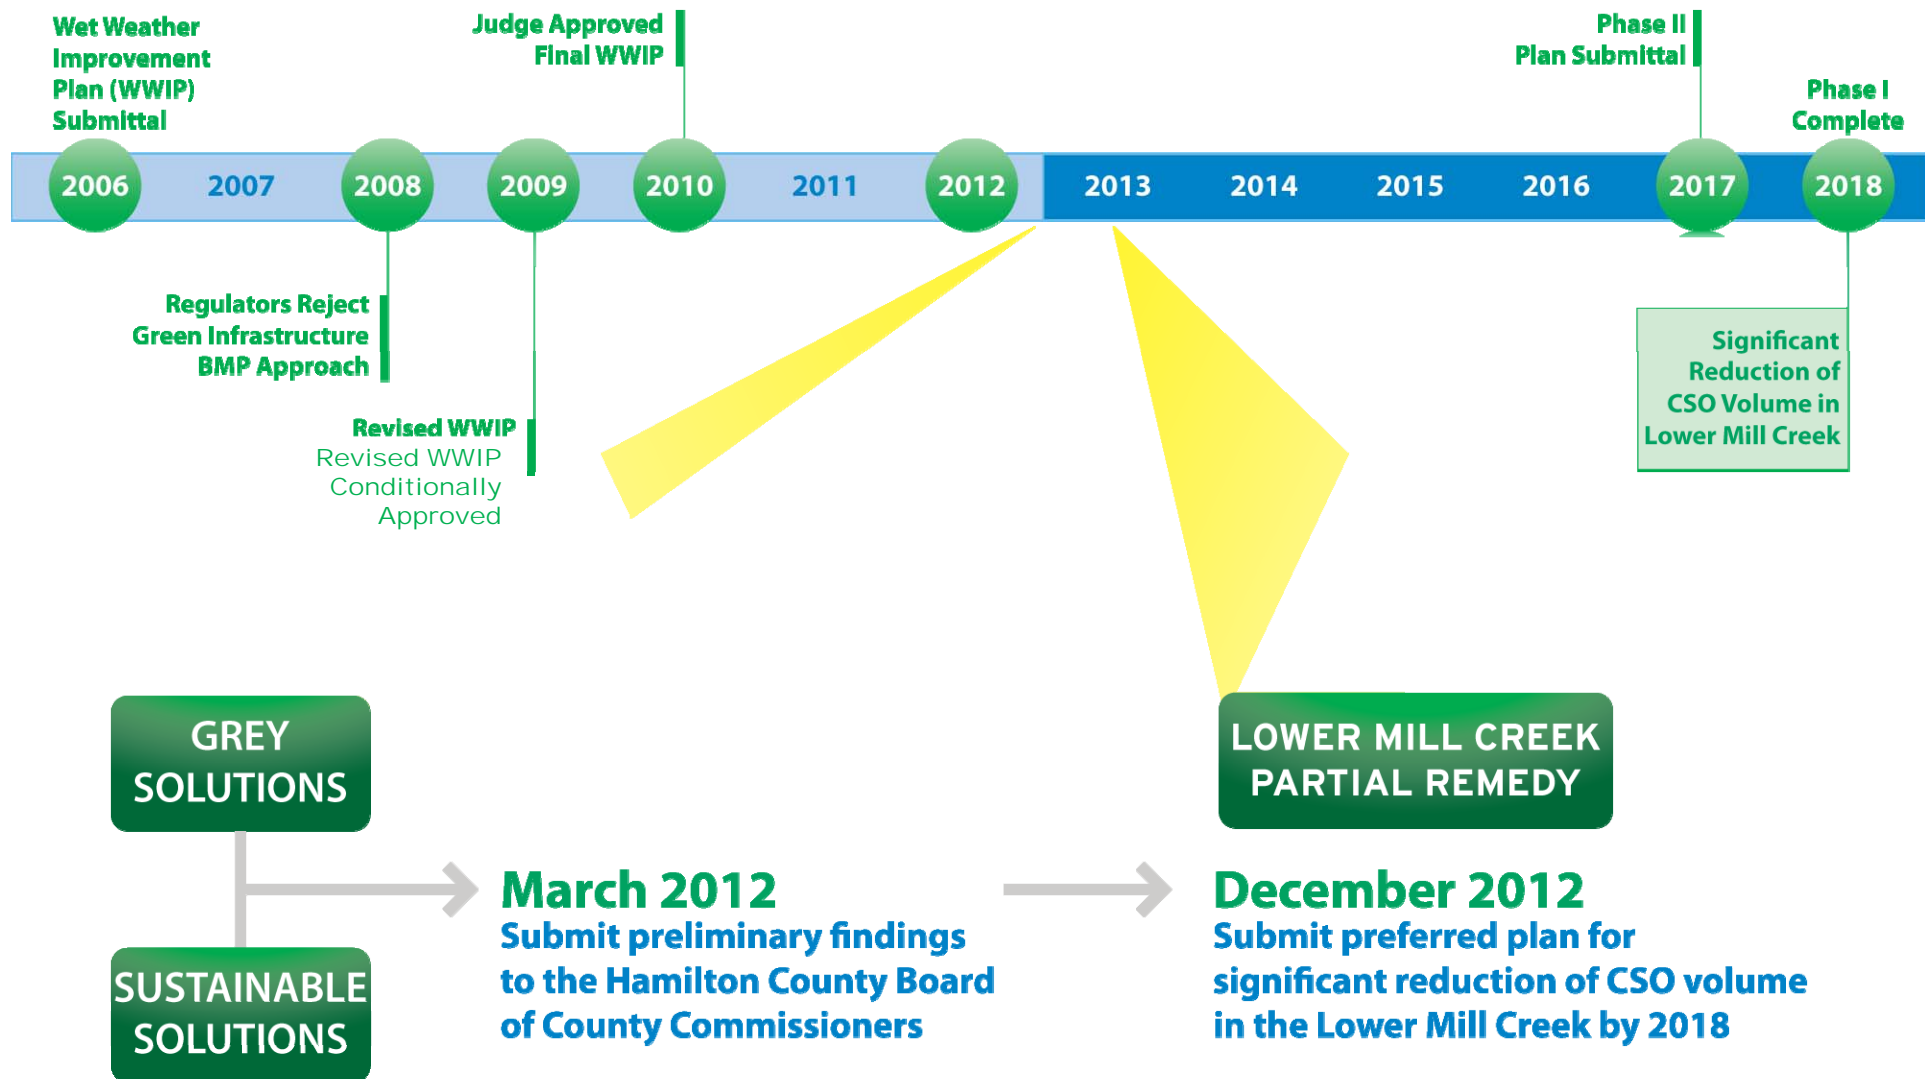 Wet Weather
Improvement
Plan (WWIP)
Submittal
Judge Approved
Final WWIP
Phase II
Plan Submittal
Phase I
Complete
2006 2007 2008 2009 2010 2011 2012 2013 2014 2015 2016 2017 2018
Regulators Reject
Green Infrastructure
BMP Approach
Revised WWIP
Revised WWIP
Conditionally
Approved
Significant
Reduction of
CSO Volume in
Lower Mill Creek
GREY
SOLUTIONS
SUSTAINABLE
SOLUTIONS
March 2012
Submit preliminary findings
to the Hamilton County Board
of County Commissioners
LOWER MILL CREEK
PARTIAL REMEDY
December 2012
Submit preferred plan for
significant reduction of CSO volume
in the Lower Mill Creek by 2018